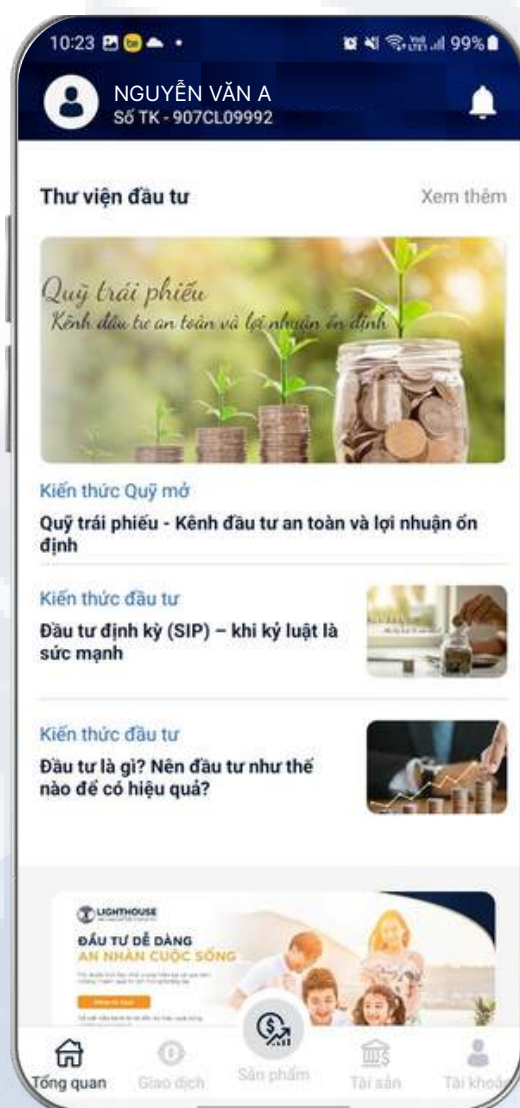 10:23
99%
NGUYỄN VĂN A
Số TK - 907CL09992
Thư viện đầu tư
Xem thêm
Quỹ trái phiếu
Kênh đầu tư an toàn và lợi nhuận ổn định
Kiến thức Quỹ mở
Quỹ trái phiếu - Kênh đầu tư an toàn và lợi nhuận ổn
định
Kiến thức đầu tư
Đầu tư định kỳ (SIP) – khi kỷ luật là
sức mạnh
Kiến thức đầu tư
Đầu tư là gì? Nên đầu tư như thế
nào để có hiệu quả?
LIGHTHOUSE
ĐẦU TƯ DỄ DÀNG
AN NHÀN CUỘC SỐNG
Tổng quan
Giao dịch
Sản phẩm
Tài sản
Tài khoản